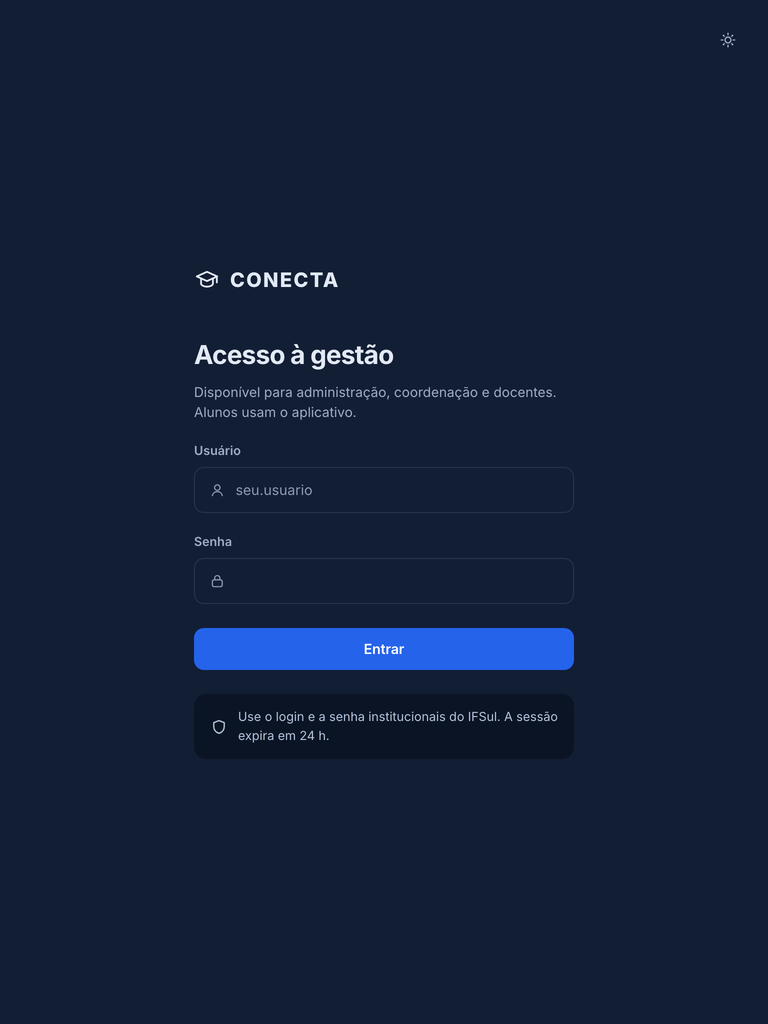 CONECTA
Acesso à gestão
Disponível para administração, coordenação e docentes.
Alunos usam o aplicativo.
Usuário
seu.usuario
Senha
Entrar
Use o login e a senha institucionais do IFSul. A sessão
expira em 24 h.